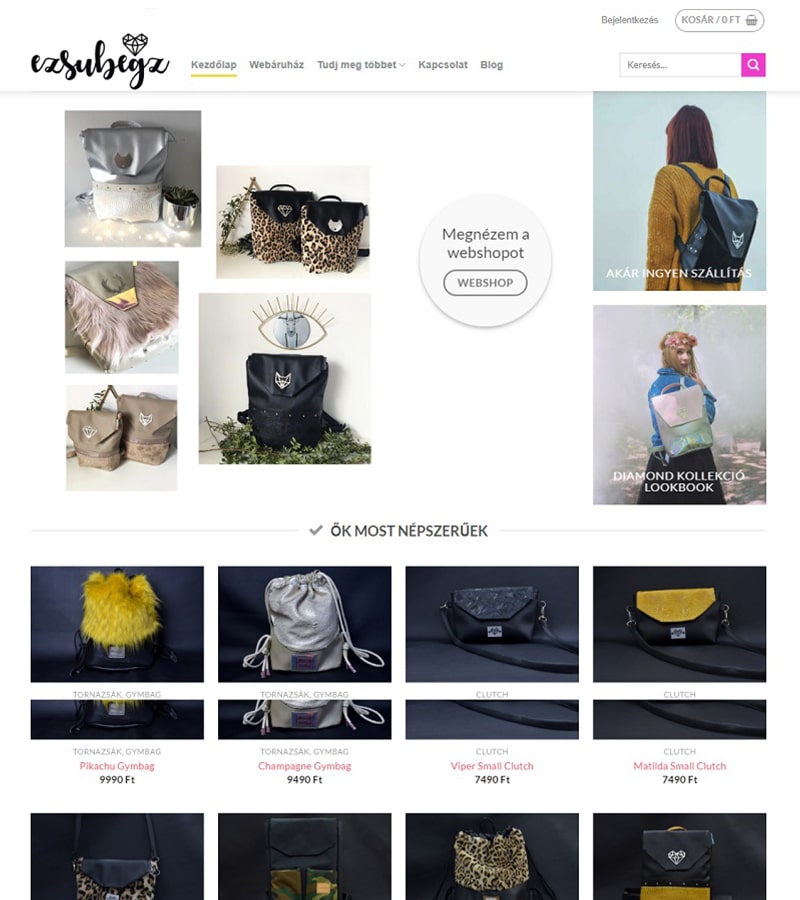 Bejelentkezés
KOSÁR / 0 FT
ezsubegz
Kezdőlap
Webáruház
Tudj meg többet
Kapcsolat
Blog
Keresés...
Megnézem a
webshopot
WEBSHOP
AKÁR INGYEN SZÁLLÍTÁS
DIAMOND KOLLEKCIÓ
LOOKBOOK
ŐK MOST NÉPSZERŰEK
TORNAZSÁK, GYMBAG
TORNAZSÁK, GYMBAG
CLUTCH
CLUTCH
TORNAZSÁK, GYMBAG
TORNAZSÁK, GYMBAG
CLUTCH
CLUTCH
Pikachu Gymbag
Champagne Gymbag
Viper Small Clutch
Matilda Small Clutch
9990 Ft
9490 Ft
7490 Ft
7490 Ft